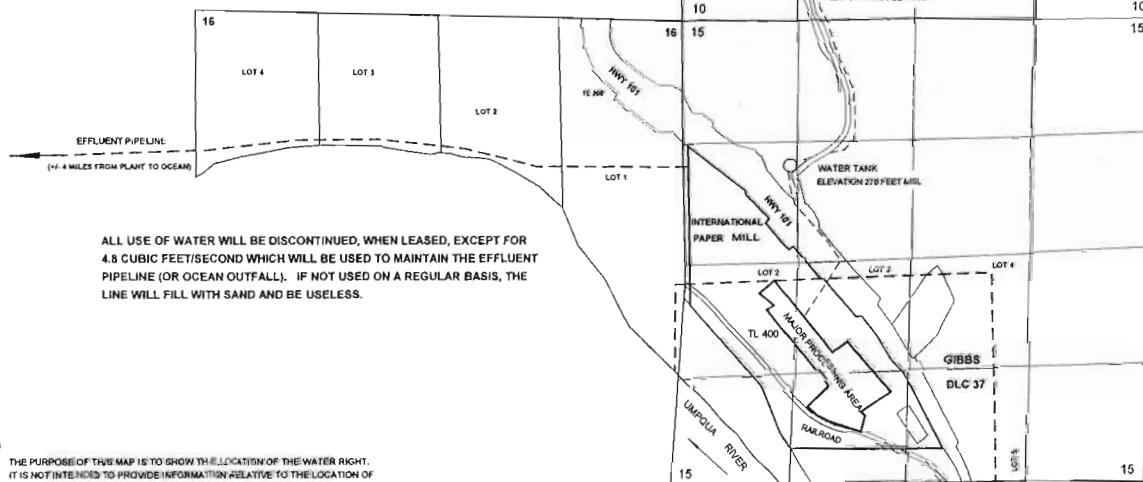 10
10
16
16 15
15
LOT 4
LOT 3
LOT 2
HWY 101
EFFLUENT PIPELINE
(+/- 4 MILES FROM PLANT TO OCEAN)
LOT 1
WATER TANK
ELEVATION 270 FEET MSL
HWY 101
INTERNATIONAL
PAPER MILL
ALL USE OF WATER WILL BE DISCONTINUED, WHEN LEASED, EXCEPT FOR
4.8 CUBIC FEET/SECOND WHICH WILL BE USED TO MAINTAIN THE EFFLUENT
PIPELINE (OR OCEAN OUTFALL). IF NOT USED ON A REGULAR BASIS, THE
LINE WILL FILL WITH SAND AND BE USELESS.
LOT 2
LOT 3
LOT 4
TL 400
MAJOR PROCESSING AREA
GIBBS
DLC 37
UMPQUA RIVER
RAILROAD
LOT 5
THE PURPOSE OF THIS MAP IS TO SHOW THE LOCATION OF THE WATER RIGHT.
IT IS NOT INTENDED TO PROVIDE INFORMATION RELATIVE TO THE LOCATION OF
15
15